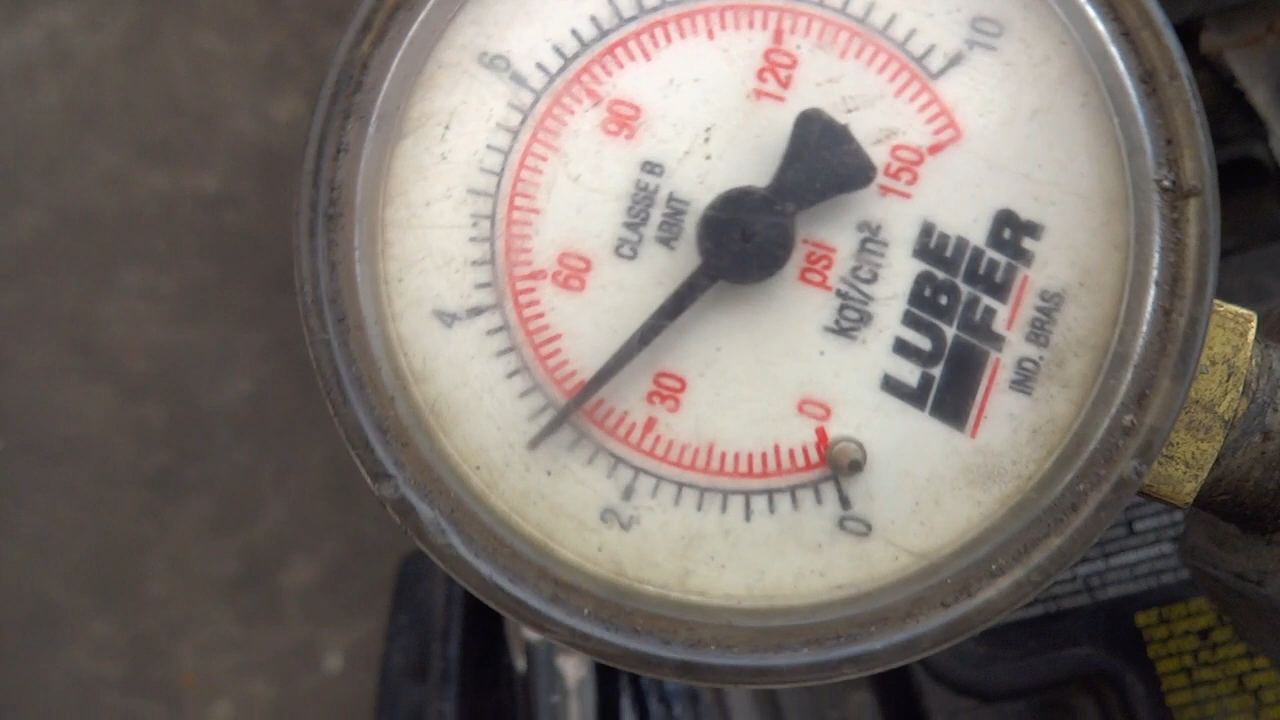 0
2
4
6
10
0
30
60
90
120
150
CLASSE B
ABNT
psi
kgf/cm²
LUBE
FER
IND. BRAS.